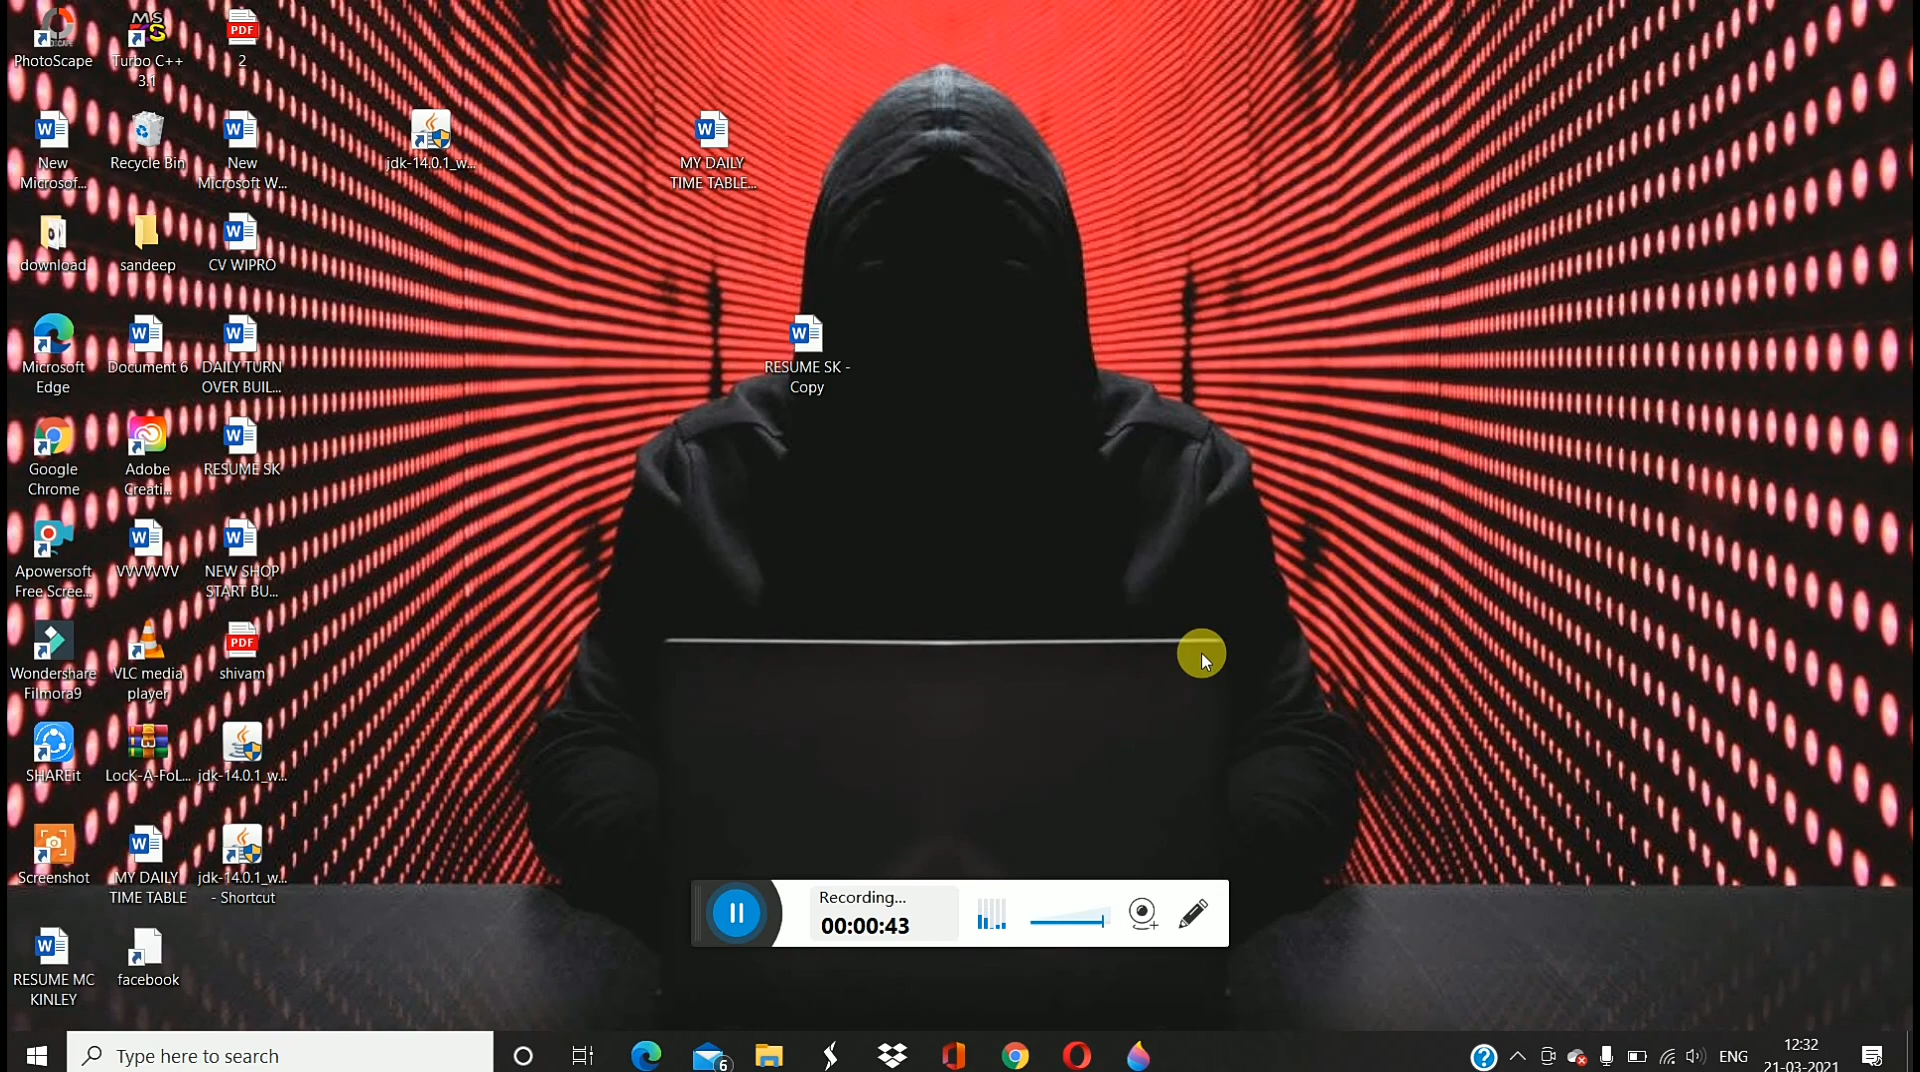 PhotoScape
Turbo C++
3.1
PDF
2
New
Microsof...
Recycle Bin
New
Microsoft W...
jdk-14.0.1_w...
MY DAILY
TIME TABLE...
download
sandeep
CV WIPRO
Microsoft
Edge
Document 6
DAILY TURN
OVER BUIL...
RESUME SK -
Copy
Google
Chrome
Adobe
Creati...
RESUME SK
Apowersoft
Free Scree...
VVVVVVV
NEW SHOP
START BU...
Wondershare
Filmora9
VLC media
player
PDF
shivam
SHAREit
LocK-A-FoL...
jdk-14.0.1_w...
Screenshot
MY DAILY
TIME TABLE
jdk-14.0.1_w...
- Shortcut
RESUME MC
KINLEY
facebook
Recording...
00:00:43
Type here to search
6
ENG
12:32
21-03-2021